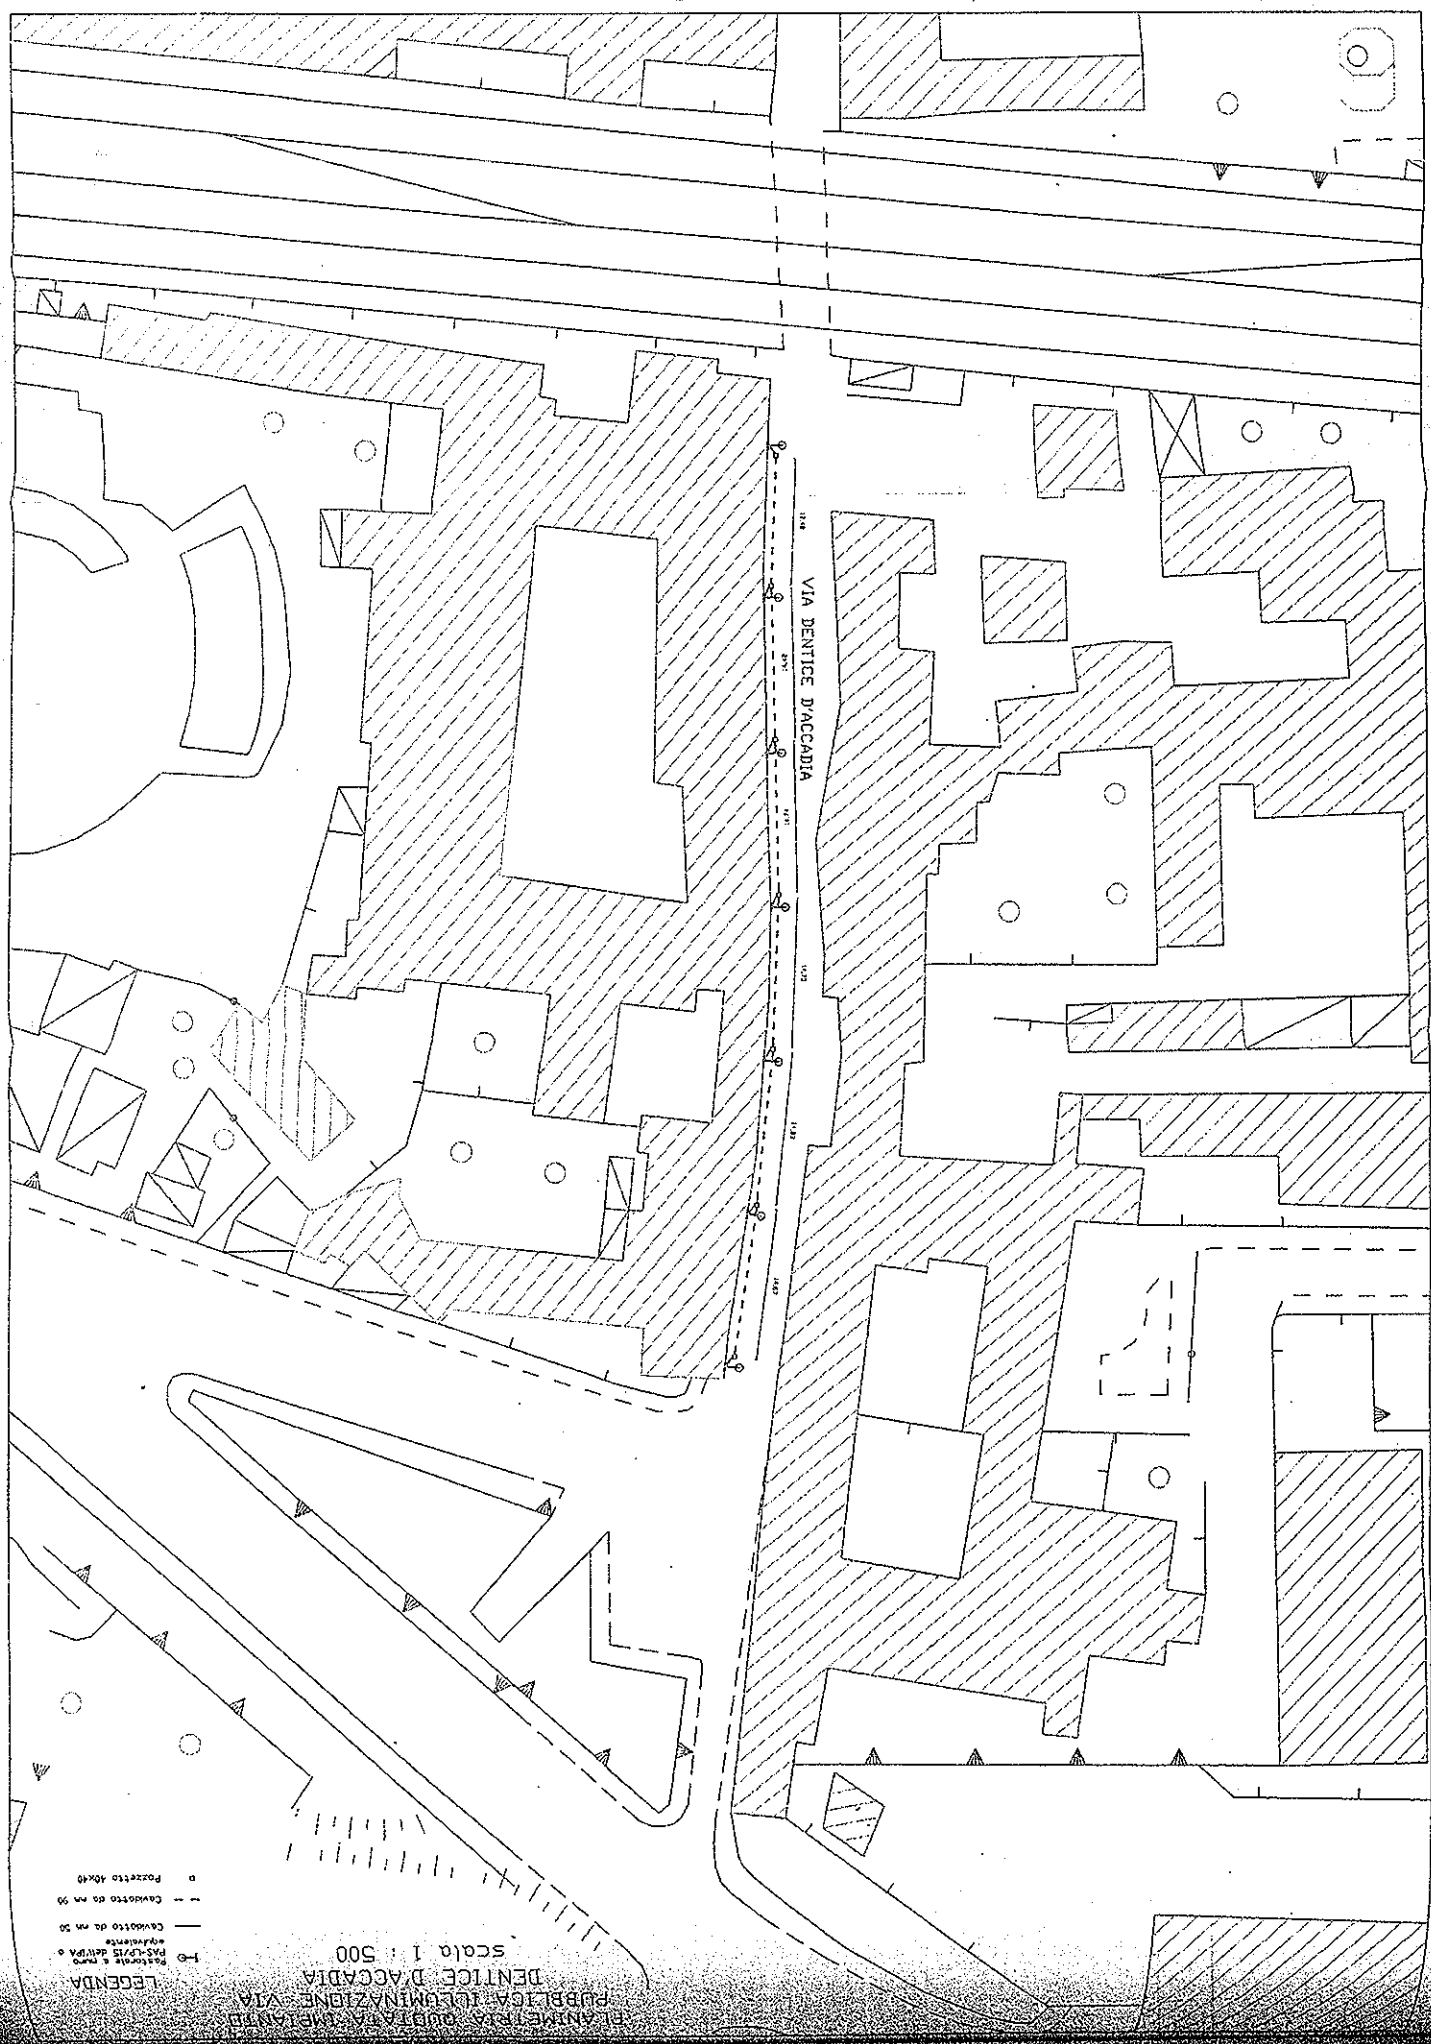 PLANIMETRIA QUOTATA IMPIANTO
PUBBLICA ILLUMINAZIONE VIA
DENTICE D'ACCADIA
scala 1 : 500
LEGENDA
Pastorale a muro
PAS-LP/15 dell'IPA o
equivalente
Cavidotto da mm 50
Cavidotto da mm 90
Pozzetto 40x40
VIA DENTICE D'ACCADIA